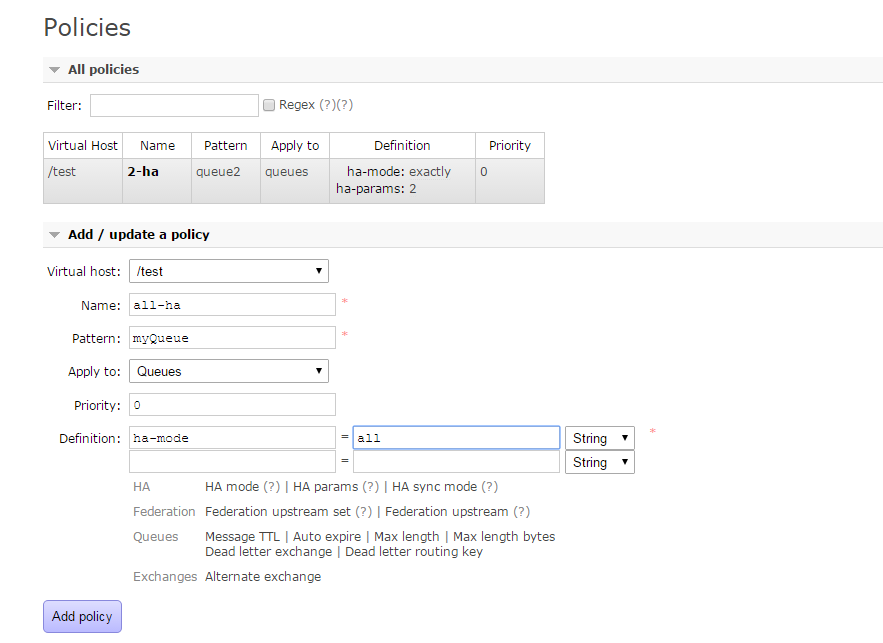 Policies
All policies
Filter: Regex (?)(?)
Virtual Host Name Pattern Apply to Definition Priority
/test 2-ha queue2 queues ha-mode: exactly 0
ha-params: 2
Add / update a policy
Virtual host: /test
Name: all-ha *
Pattern: myQueue *
Apply to: Queues
Priority: 0
Definition: ha-mode = all String *
= String
HA HA mode (?) | HA params (?) | HA sync mode (?)
Federation Federation upstream set (?) | Federation upstream (?)
Queues Message TTL | Auto expire | Max length | Max length bytes
Dead letter exchange | Dead letter routing key
Exchanges Alternate exchange
Add policy